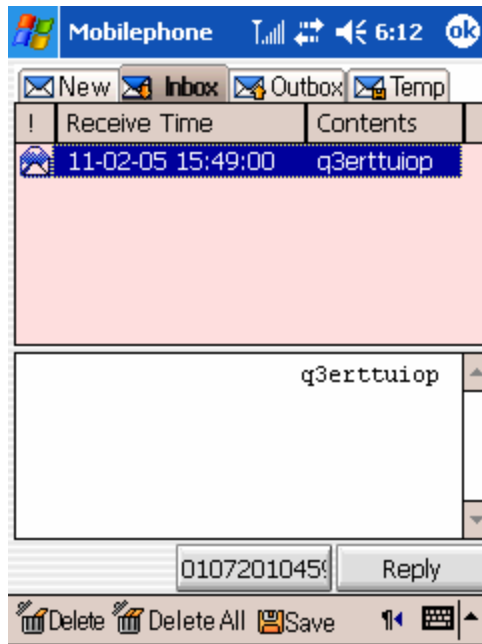 Mobilephone 6:12 ok
New Inbox Outbox Temp
! Receive Time Contents
11-02-05 15:49:00 q3erttuiop
q3erttuiop
0107201045 Reply
Delete Delete All Save